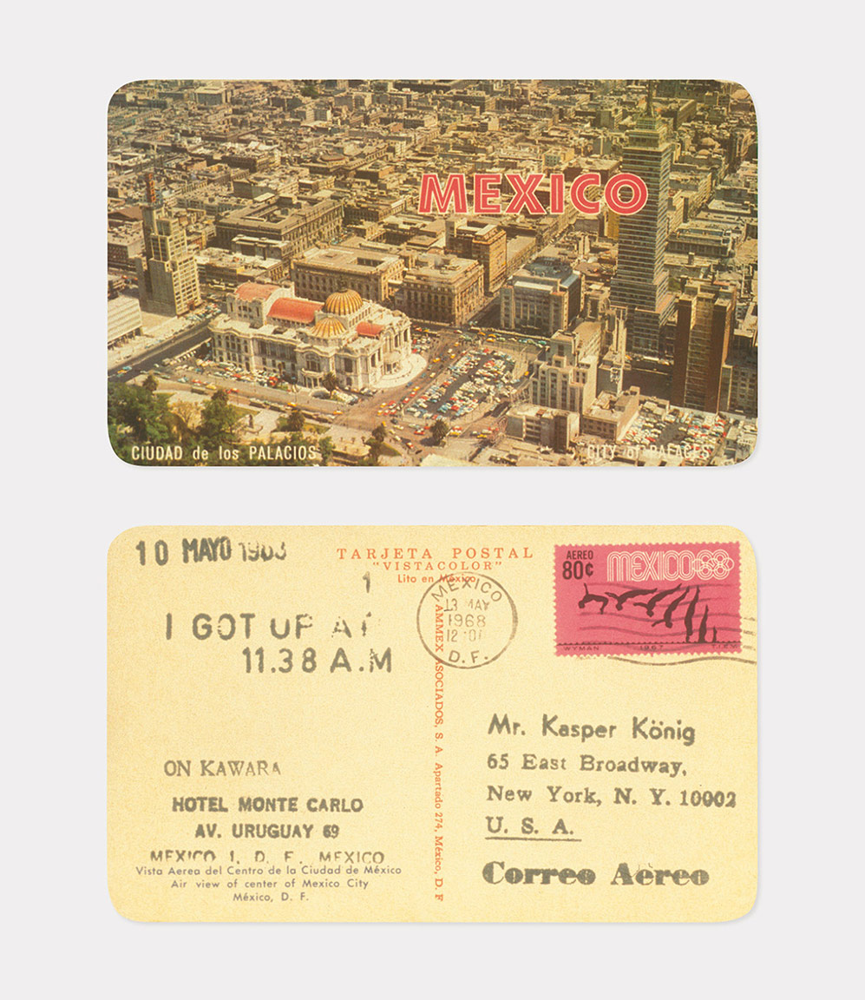 MEXICO
CIUDAD de los PALACIOS
CITY of PALACES
10 MAYO 1968
1
I GOT UP AT
11.38 A.M
ON KAWARA
HOTEL MONTE CARLO
AV. URUGUAY 69
MEXICO 1, D. F. MEXICO
Vista Aerea del Centro de la Ciudad de México
Air view of center of Mexico City
México, D. F.
TARJETA POSTAL
"VISTACOLOR"
Lito en México
AMMEX ASOCIADOS, S. A. Apartado 274, México, D. F
MEXICO
13 MAY
1968
D. F.
AEREO
80¢
MEXICO68
WYMAN 1967 T.I.E.V.
Mr. Kasper König
65 East Broadway,
New York, N. Y. 10002
U. S. A.
Correo Aéreo